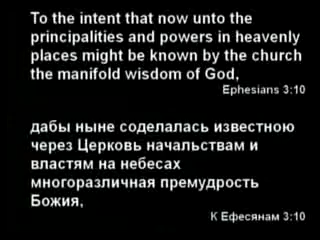 To the intent that now unto the
principalities and powers in heavenly
places might be known by the church
the manifold wisdom of God,
Ephesians 3:10
дабы ныне соделалась известною
через Церковь начальствам и
властям на небесах
многоразличная премудрость
Божия,
К Ефесянам 3:10